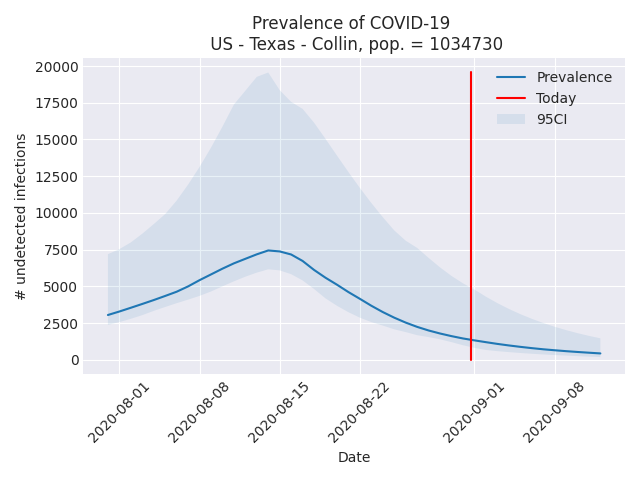 Prevalence of COVID-19
US - Texas - Collin, pop. = 1034730
# undetected infections
20000
17500
15000
12500
10000
7500
5000
2500
0
Prevalence
Today
95CI
2020-08-01
2020-08-08
2020-08-15
2020-08-22
2020-09-01
2020-09-08
Date